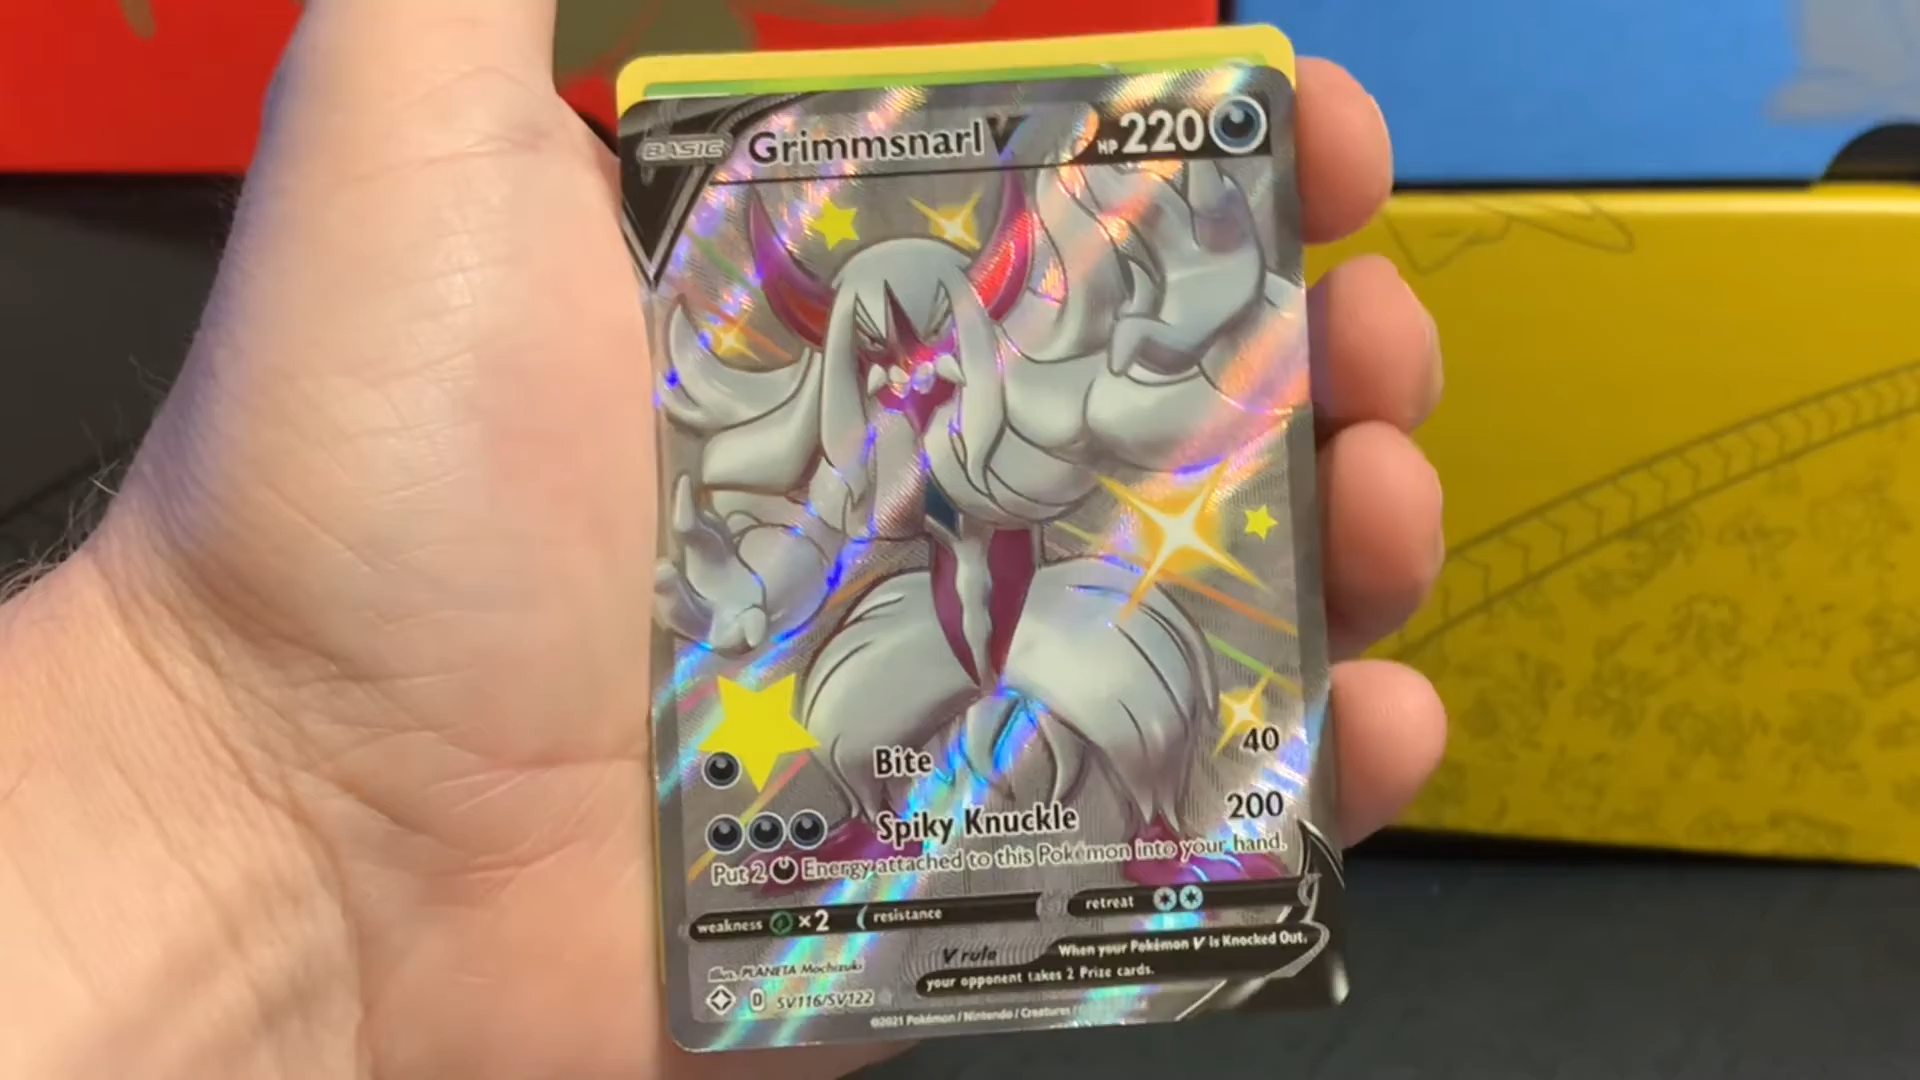 BASIC Grimmsnarl V HP 220
Bite 40
Spiky Knuckle 200
Put 2 Energy attached to this Pokémon into your hand.
weakness ×2 resistance retreat
V rule When your Pokémon V is Knocked Out,
your opponent takes 2 Prize cards.
Illus. PLANETA Mochizuki
D SV116/SV122
©2021 Pokémon / Nintendo / Creatures /